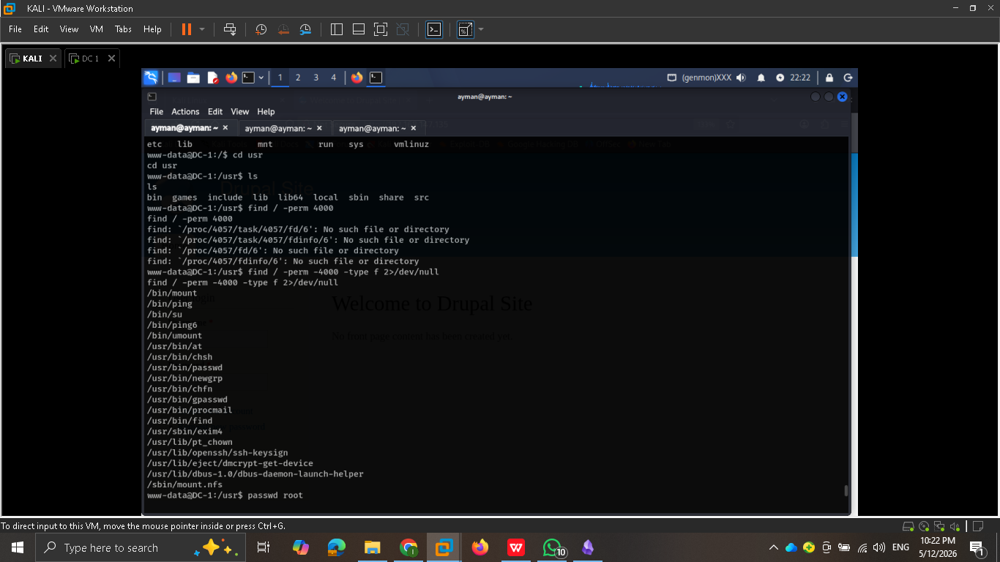 KALI - VMware Workstation
File Edit View VM Tabs Help
KALI DC 1
1 2 3 4 (genmon)XXX 22:22
ayman@ayman: ~
File Actions Edit View Help
ayman@ayman: ~ ayman@ayman: ~ ayman@ayman: ~
etc lib mnt run sys vmlinuz
www-data@DC-1:/$ cd usr
cd usr
www-data@DC-1:/usr$ ls
ls
bin games include lib lib64 local sbin share src
www-data@DC-1:/usr$ find / -perm 4000
find / -perm 4000
find: `/proc/4057/task/4057/fd/6': No such file or directory
find: `/proc/4057/task/4057/fdinfo/6': No such file or directory
find: `/proc/4057/fd/6': No such file or directory
find: `/proc/4057/fdinfo/6': No such file or directory
www-data@DC-1:/usr$ find / -perm -4000 -type f 2>/dev/null
find / -perm -4000 -type f 2>/dev/null
/bin/mount
/bin/ping
/bin/su
/bin/ping6
/bin/umount
/usr/bin/at
/usr/bin/chsh
/usr/bin/passwd
/usr/bin/newgrp
/usr/bin/chfn
/usr/bin/gpasswd
/usr/bin/procmail
/usr/bin/find
/usr/sbin/exim4
/usr/lib/pt_chown
/usr/lib/openssh/ssh-keysign
/usr/lib/eject/dmcrypt-get-device
/usr/lib/dbus-1.0/dbus-daemon-launch-helper
/sbin/mount.nfs
www-data@DC-1:/usr$ passwd root
Drupal Site
Welcome to Drupal Site
No front page content has been created yet.
To direct input to this VM, move the mouse pointer inside or press Ctrl+G.
Type here to search
10
ENG
10:22 PM
5/12/2026
1